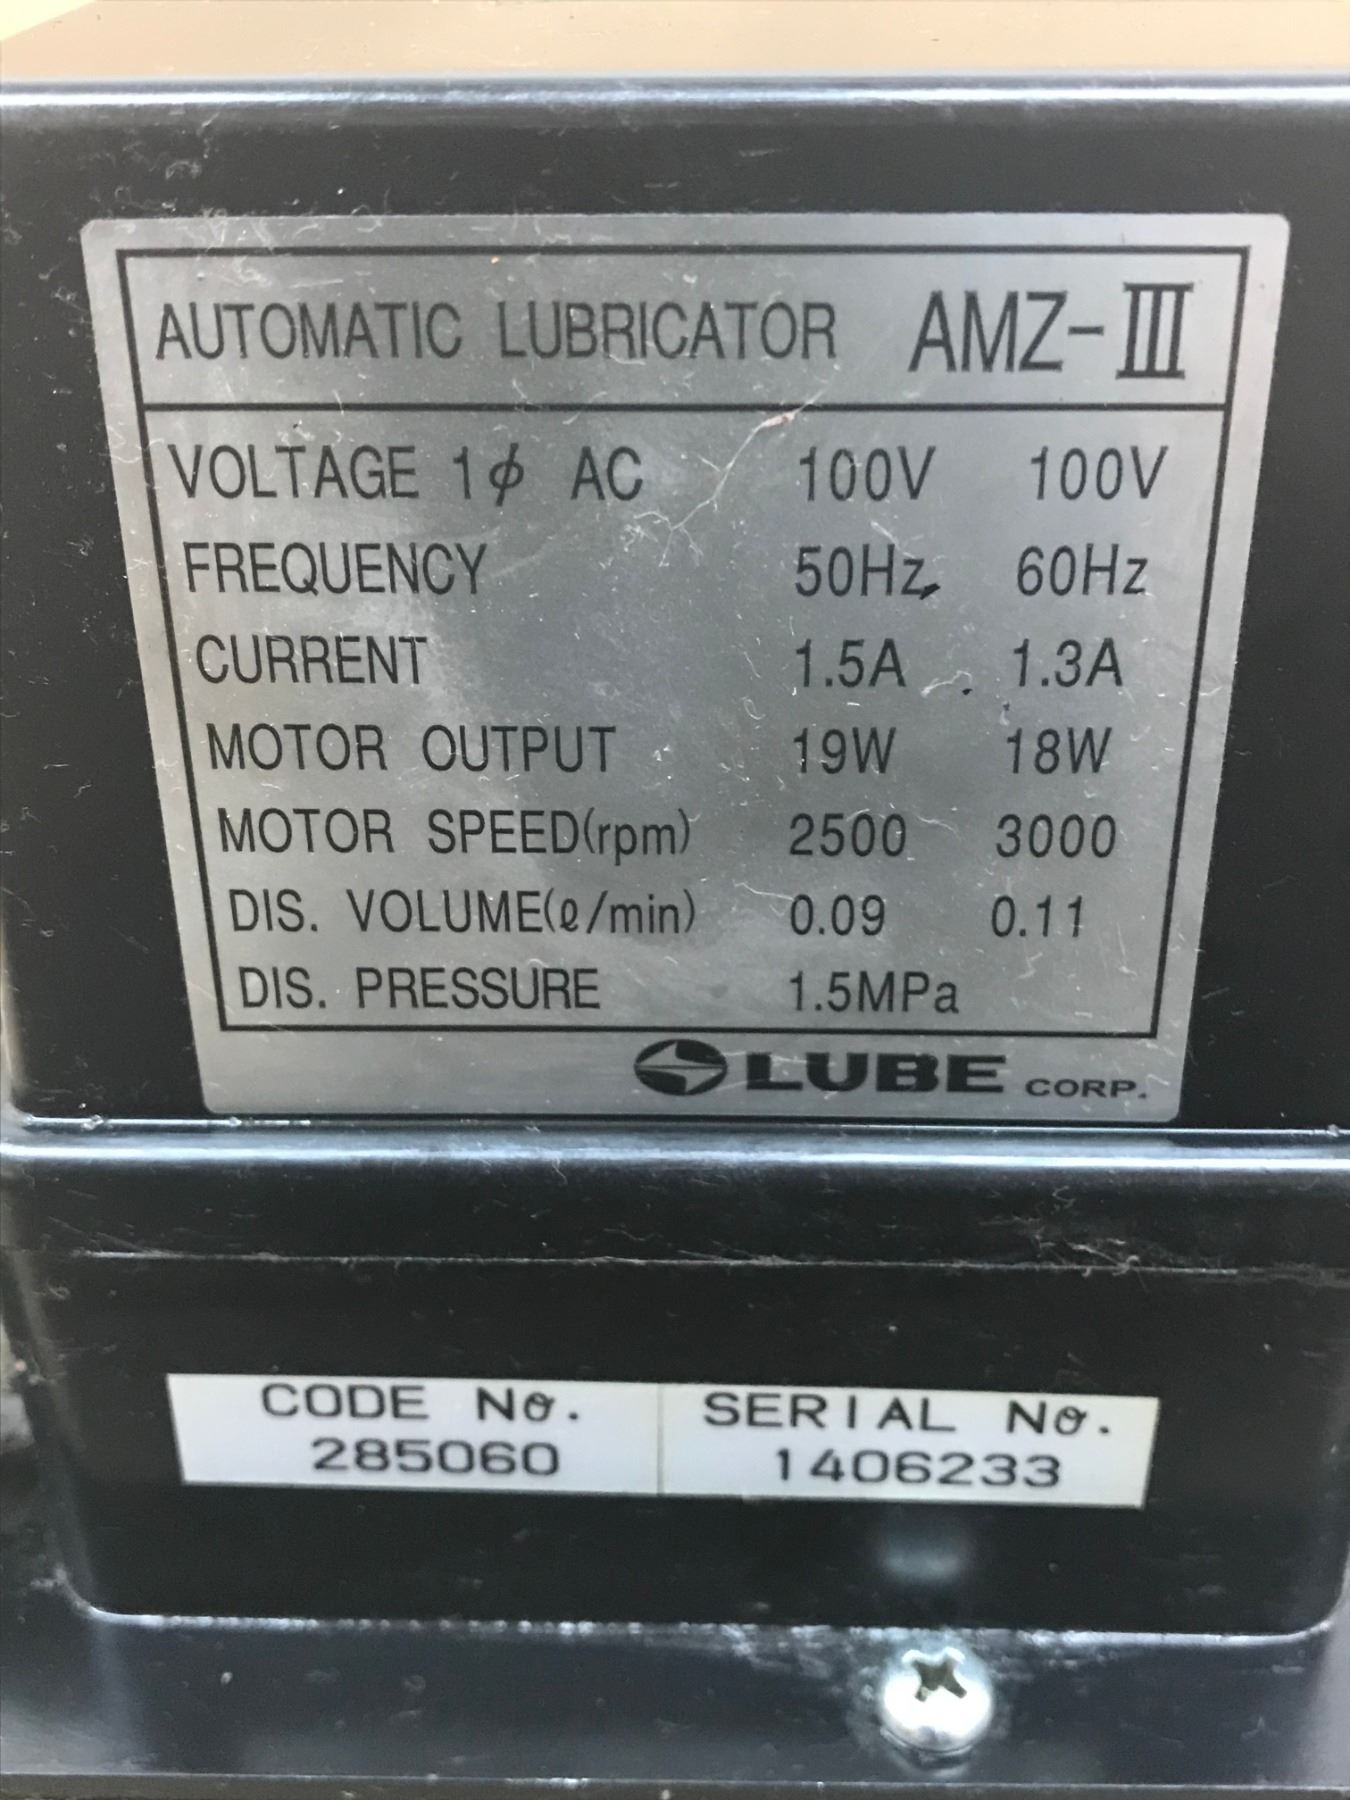 AUTOMATIC LUBRICATOR AMZ-III
VOLTAGE 1ϕ AC 100V 100V
FREQUENCY 50Hz 60Hz
CURRENT 1.5A 1.3A
MOTOR OUTPUT 19W 18W
MOTOR SPEED(rpm) 2500 3000
DIS. VOLUME(ℓ/min) 0.09 0.11
DIS. PRESSURE 1.5MPa
LUBE CORP.
CODE No. SERIAL No.
285060 1406233